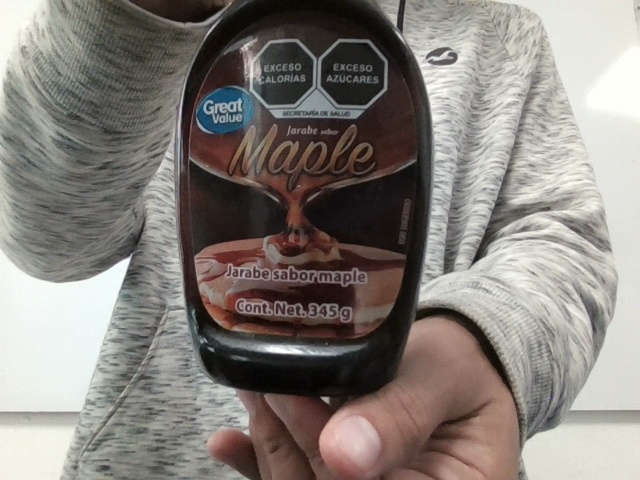 EXCESO
CALORÍAS
EXCESO
AZÚCARES
SECRETARÍA DE SALUD
Great
Value
Jarabe sabor
Maple
Jarabe sabor maple
Cont. Net. 345 g